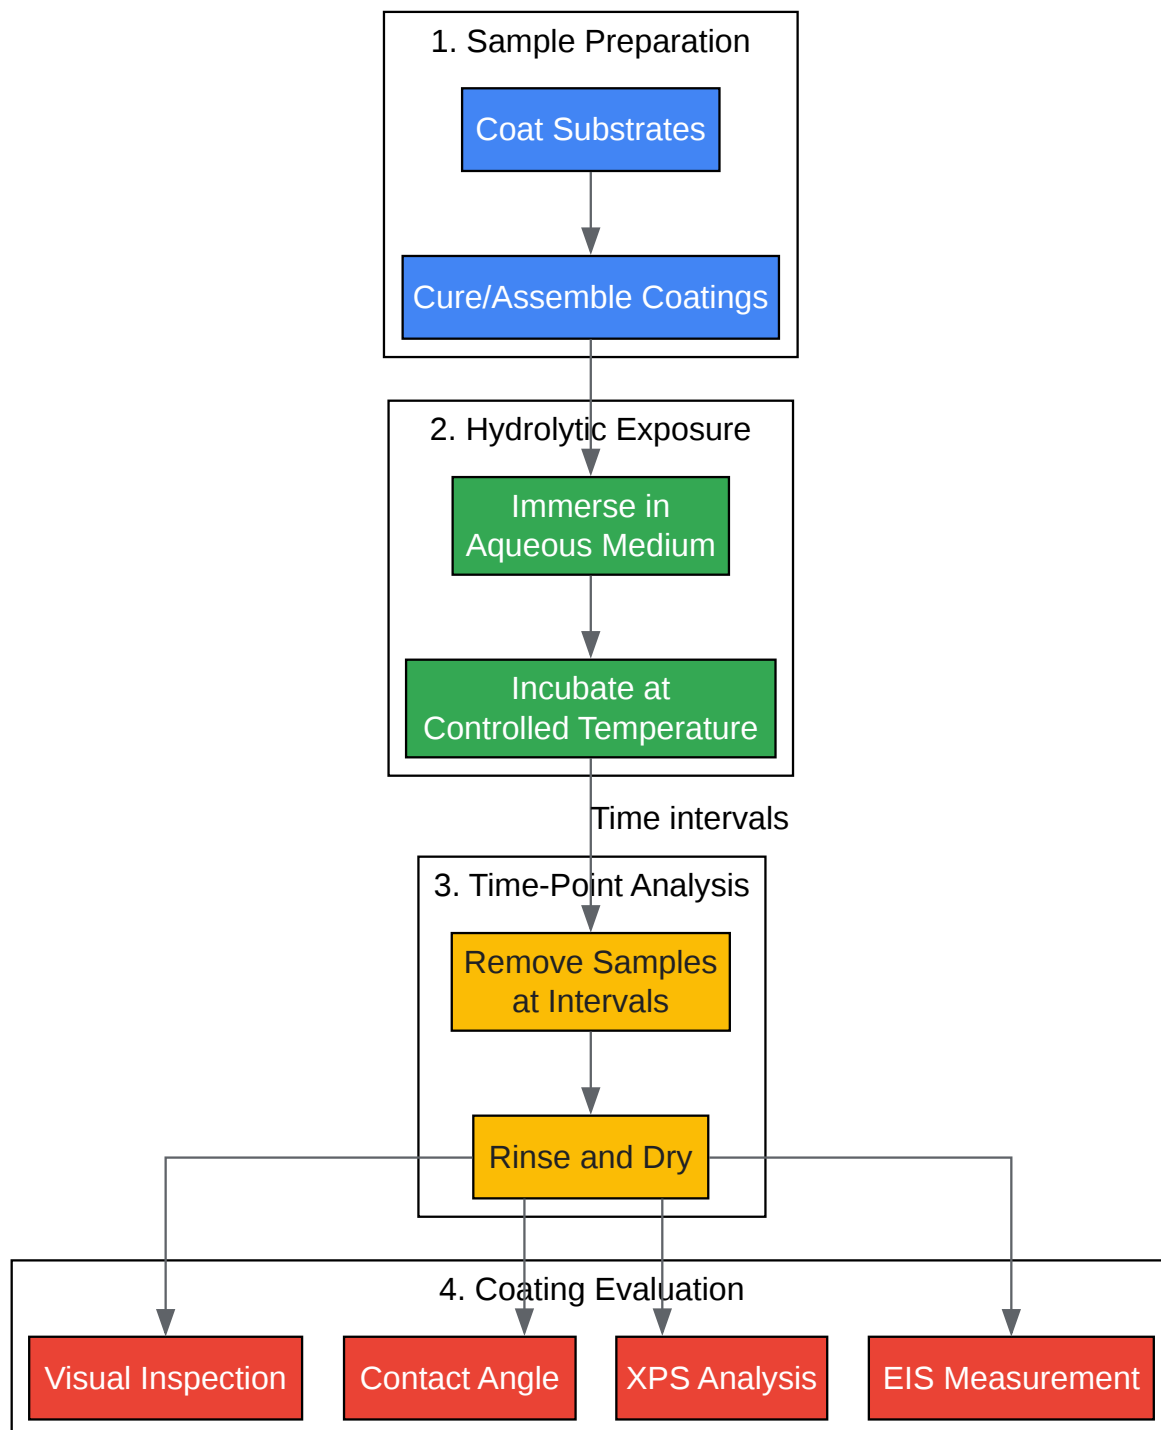 1. Sample Preparation
Coat Substrates
Cure/Assemble Coatings
2. Hydrolytic Exposure
Immerse in
Aqueous Medium
Incubate at
Controlled Temperature
Time intervals
3. Time-Point Analysis
Remove Samples
at Intervals
Rinse and Dry
4. Coating Evaluation
Visual Inspection
Contact Angle
XPS Analysis
EIS Measurement